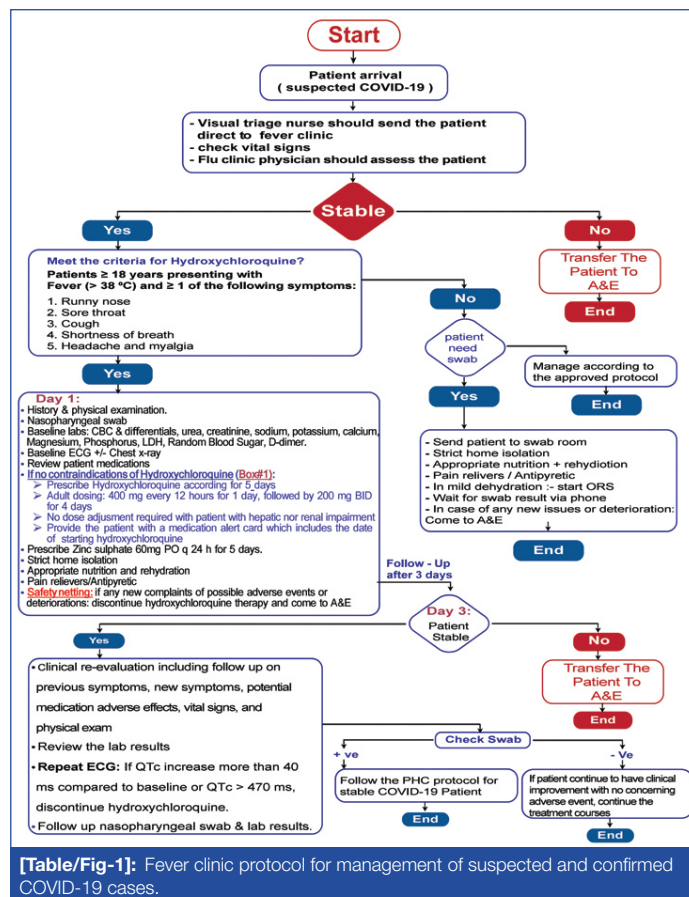 Start
Patient arrival
( suspected COVID-19 )
- Visual triage nurse should send the patient
direct to fever clinic
- check vital signs
- Flu clinic physician should assess the patient
Stable
Yes
No
Meet the criteria for Hydroxychloroquine?
Patients ≥ 18 years presenting with
Fever (> 38 ºC) and ≥ 1 of the following symptoms:
1. Runny nose
2. Sore throat
3. Cough
4. Shortness of breath
5. Headache and myalgia
Transfer The
Patient To
A&E
End
No
patient
need
swab
Manage according to
the approved protocol
End
Yes
Yes
Day 1:
• History & physical examination.
• Nasopharyngeal swab
• Baseline labs: CBC & differentials, urea, creatinine, sodium, potassium, calcium,
Magnesium, Phosphorus, LDH, Random Blood Sugar, D-dimer.
• Baseline ECG +/- Chest x-ray
• Review patient medications
• If no contraindications of Hydroxychloroquine (Box#1):
➢ Prescribe Hydroxychloroquine according for 5 days
➢ Adult dosing: 400 mg every 12 hours for 1 day, followed by 200 mg BID
for 4 days
➢ No dose adjusment required with patient with hepatic nor renal impairment
➢ Provide the patient with a medication alert card which includes the date
of starting hydroxychloroquine
• Prescribe Zinc sulphate 60mg PO q 24 h for 5 days.
• Strict home isolation
• Appropriate nutrition and rehydration
• Pain relievers/Antipyretic
• Safety netting: if any new complaints of possible adverse events or
deteriorations: discontinue hydroxychloroquine therapy and come to A&E
- Send patient to swab room
- Strict home isolation
- Appropriate nutrition + rehydiotion
- Pain relivers / Antipyretic
- In mild dehydration :- start ORS
- Wait for swab result via phone
- In case of any new issues or deterioration:
Come to A&E
End
Follow - Up
after 3 days
Day 3:
Patient
Stable
Yes
No
• Clinical re-evaluation including follow up on
previous symptoms, new symptoms, potential
medication adverse effects, vital signs, and
physical exam
• Review the lab results
• Repeat ECG: If QTc increase more than 40
ms compared to baseline or QTc > 470 ms,
discontinue hydroxychloroquine.
• Follow up nasopharyngeal swab & lab results.
Transfer The
Patient To
A&E
End
Check Swab
+ ve
- Ve
Follow the PHC protocol for
stable COVID-19 Patient
End
If patient continue to have clinical
improvement with no concerning
adverse event, continue the
treatment courses
End
[Table/Fig-1]: Fever clinic protocol for management of suspected and confirmed
COVID-19 cases.